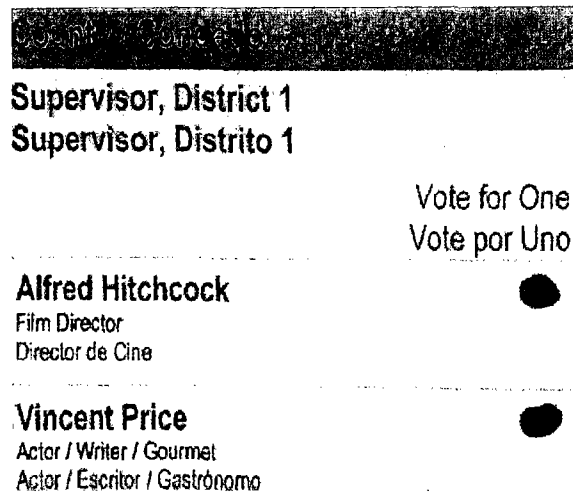 Supervisor, District 1
Supervisor, Distrito 1
Vote for One
Vote por Uno
Alfred Hitchcock
Film Director
Director de Cine
Vincent Price
Actor / Writer / Gourmet
Actor / Escritor / Gastrónomo